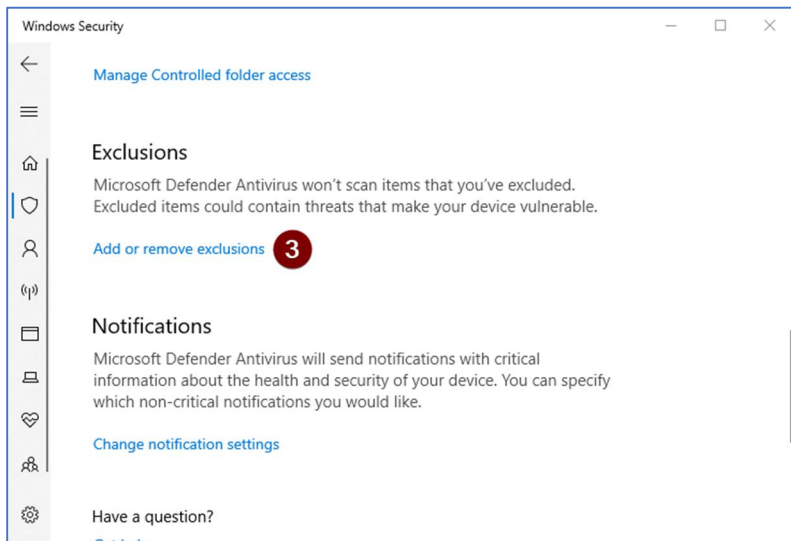 Windows Security
Manage Controlled folder access
Exclusions
Microsoft Defender Antivirus won't scan items that you've excluded.
Excluded items could contain threats that make your device vulnerable.
Add or remove exclusions 3
Notifications
Microsoft Defender Antivirus will send notifications with critical
information about the health and security of your device. You can specify
which non-critical notifications you would like.
Change notification settings
Have a question?